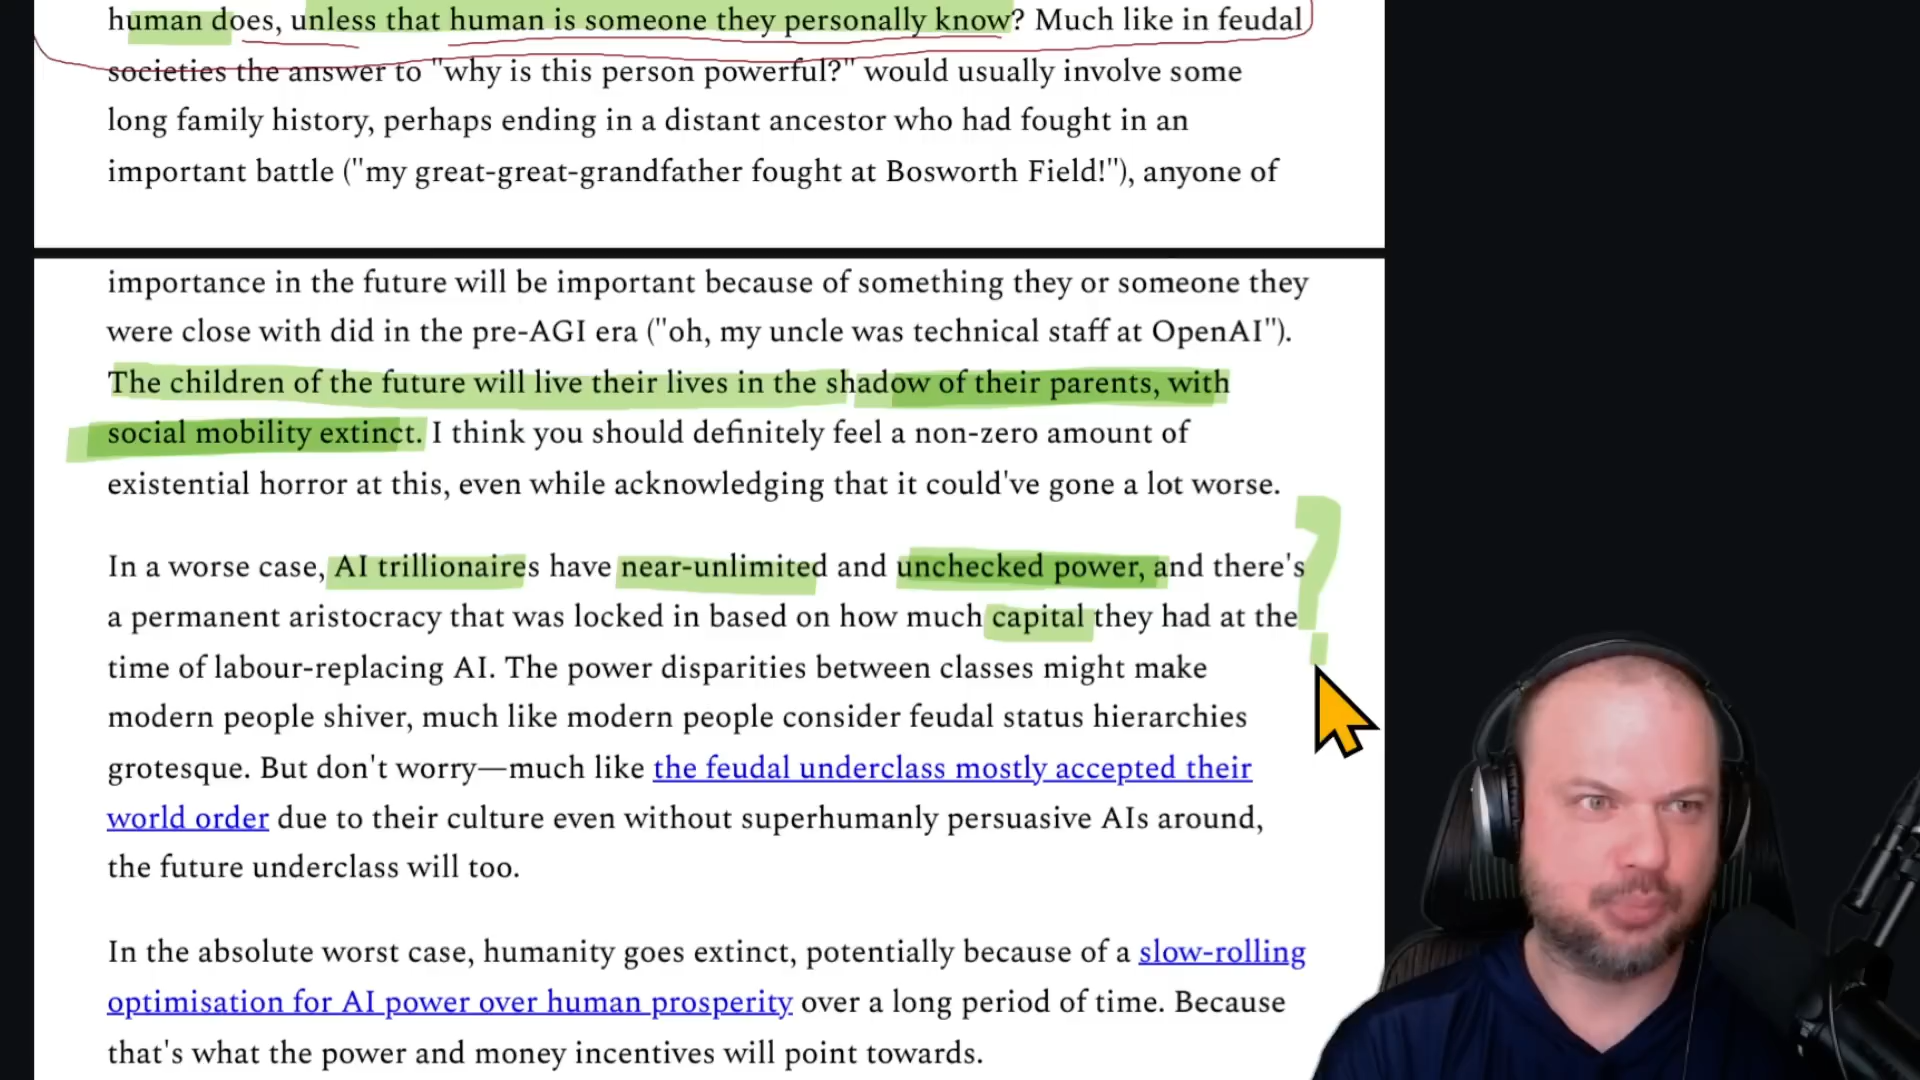 human does, unless that human is someone they personally know? Much like in feudal
societies the answer to "why is this person powerful?" would usually involve some
long family history, perhaps ending in a distant ancestor who had fought in an
important battle ("my great-great-grandfather fought at Bosworth Field!"), anyone of
importance in the future will be important because of something they or someone they
were close with did in the pre-AGI era ("oh, my uncle was technical staff at OpenAI").
The children of the future will live their lives in the shadow of their parents, with
social mobility extinct. I think you should definitely feel a non-zero amount of
existential horror at this, even while acknowledging that it could've gone a lot worse.
In a worse case, AI trillionaires have near-unlimited and unchecked power, and there's
a permanent aristocracy that was locked in based on how much capital they had at the
time of labour-replacing AI. The power disparities between classes might make
modern people shiver, much like modern people consider feudal status hierarchies
grotesque. But don't worry—much like the feudal underclass mostly accepted their
world order due to their culture even without superhumanly persuasive AIs around,
the future underclass will too.
In the absolute worst case, humanity goes extinct, potentially because of a slow-rolling
optimisation for AI power over human prosperity over a long period of time. Because
that's what the power and money incentives will point towards.
?